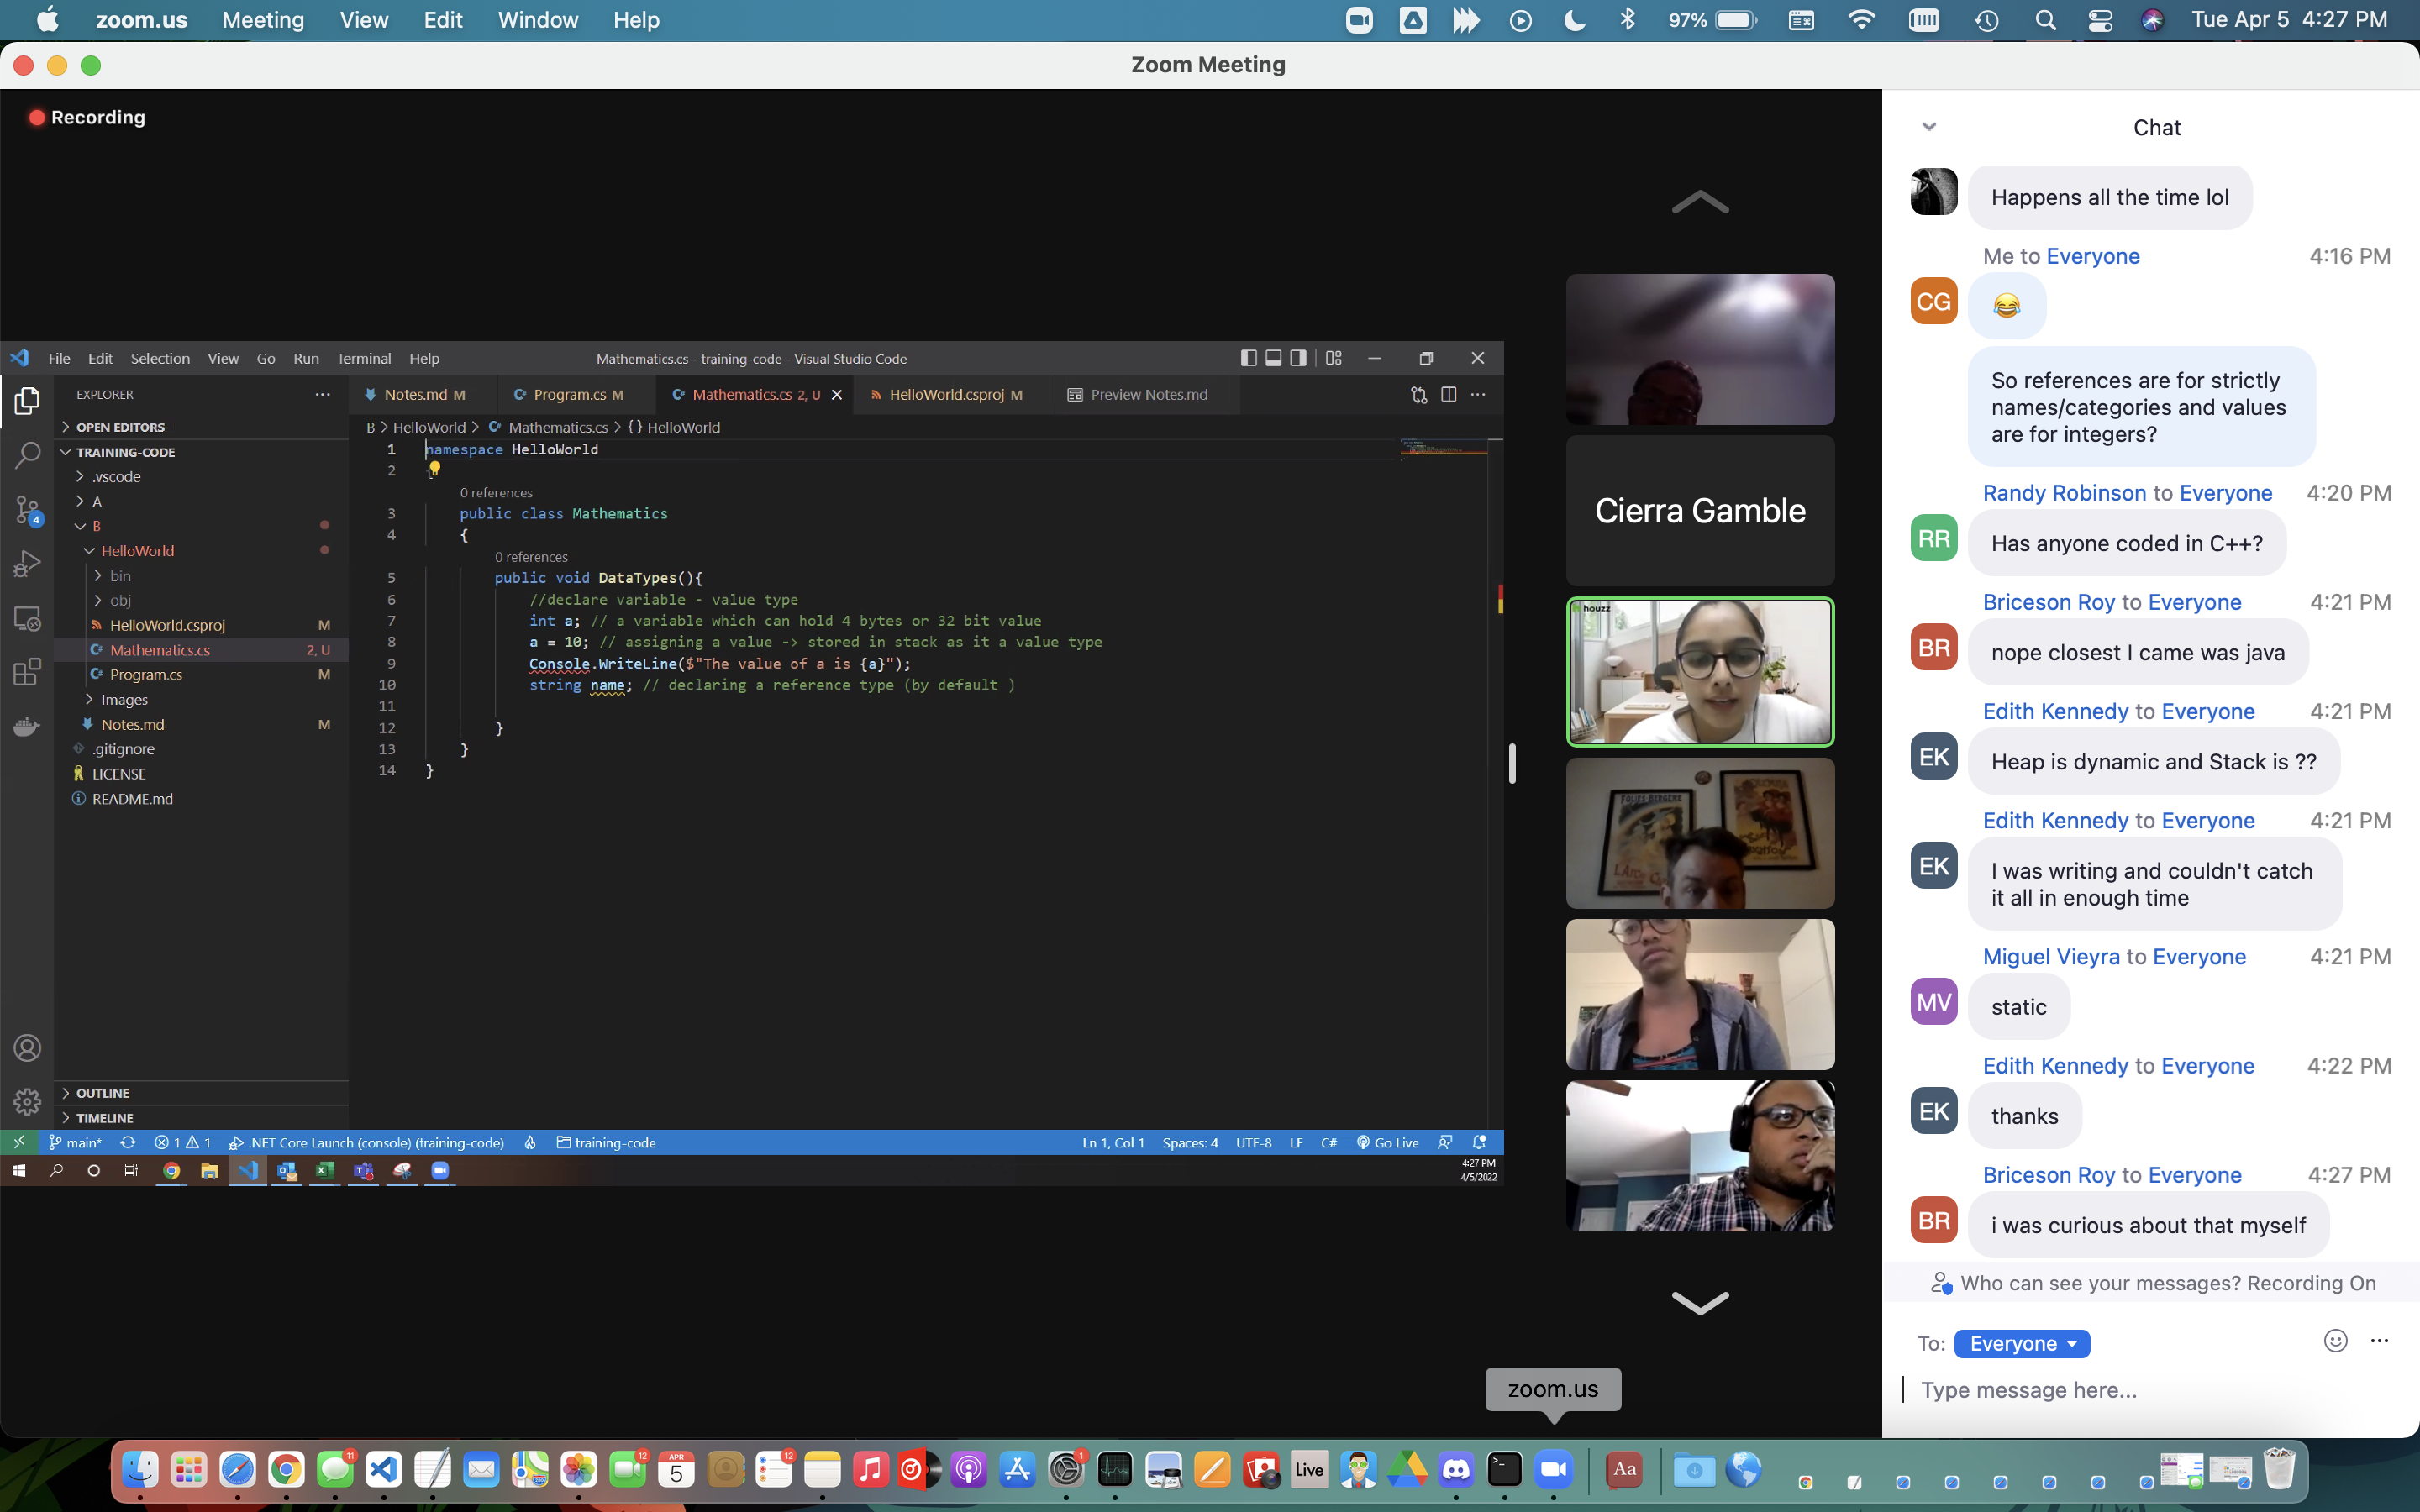 zoom.us Meeting View Edit Window Help
97% Tue Apr 5 4:27 PM
Zoom Meeting
Recording
File Edit Selection View Go Run Terminal Help
Mathematics.cs - training-code - Visual Studio Code
EXPLORER
Notes.md M
Program.cs M
Mathematics.cs 2, U
HelloWorld.csproj M
Preview Notes.md
B > HelloWorld > Mathematics.cs > {} HelloWorld
OPEN EDITORS
TRAINING-CODE
.vscode
A
B
HelloWorld
bin
obj
HelloWorld.csproj M
Mathematics.cs 2, U
Program.cs M
Images
Notes.md M
.gitignore
LICENSE
README.md
OUTLINE
TIMELINE
4
1 namespace HelloWorld
2 {
0 references
3 public class Mathematics
4 {
0 references
5 public void DataTypes(){
6 //declare variable - value type
7 int a; // a variable which can hold 4 bytes or 32 bit value
8 a = 10; // assigning a value -> stored in stack as it a value type
9 Console.WriteLine($"The value of a is {a}");
10 string name; // declaring a reference type (by default )
11
12 }
13 }
14 }
main* 1 1 .NET Core Launch (console) (training-code) training-code
Ln 1, Col 1 Spaces: 4 UTF-8 LF C# Go Live
4:27 PM
4/5/2022
Cierra Gamble
houzz
FOLIES BERGERE
Chat
Happens all the time lol
Me to Everyone 4:16 PM
CG
😂
So references are for strictly
names/categories and values
are for integers?
Randy Robinson to Everyone 4:20 PM
RR
Has anyone coded in C++?
Briceson Roy to Everyone 4:21 PM
BR
nope closest I came was java
Edith Kennedy to Everyone 4:21 PM
EK
Heap is dynamic and Stack is ??
Edith Kennedy to Everyone 4:21 PM
EK
I was writing and couldn't catch
it all in enough time
Miguel Vieyra to Everyone 4:21 PM
MV
static
Edith Kennedy to Everyone 4:22 PM
EK
thanks
Briceson Roy to Everyone 4:27 PM
BR
i was curious about that myself
Who can see your messages? Recording On
To: Everyone
Type message here...
zoom.us
11
12
APR
5
12
1
Live
Aa